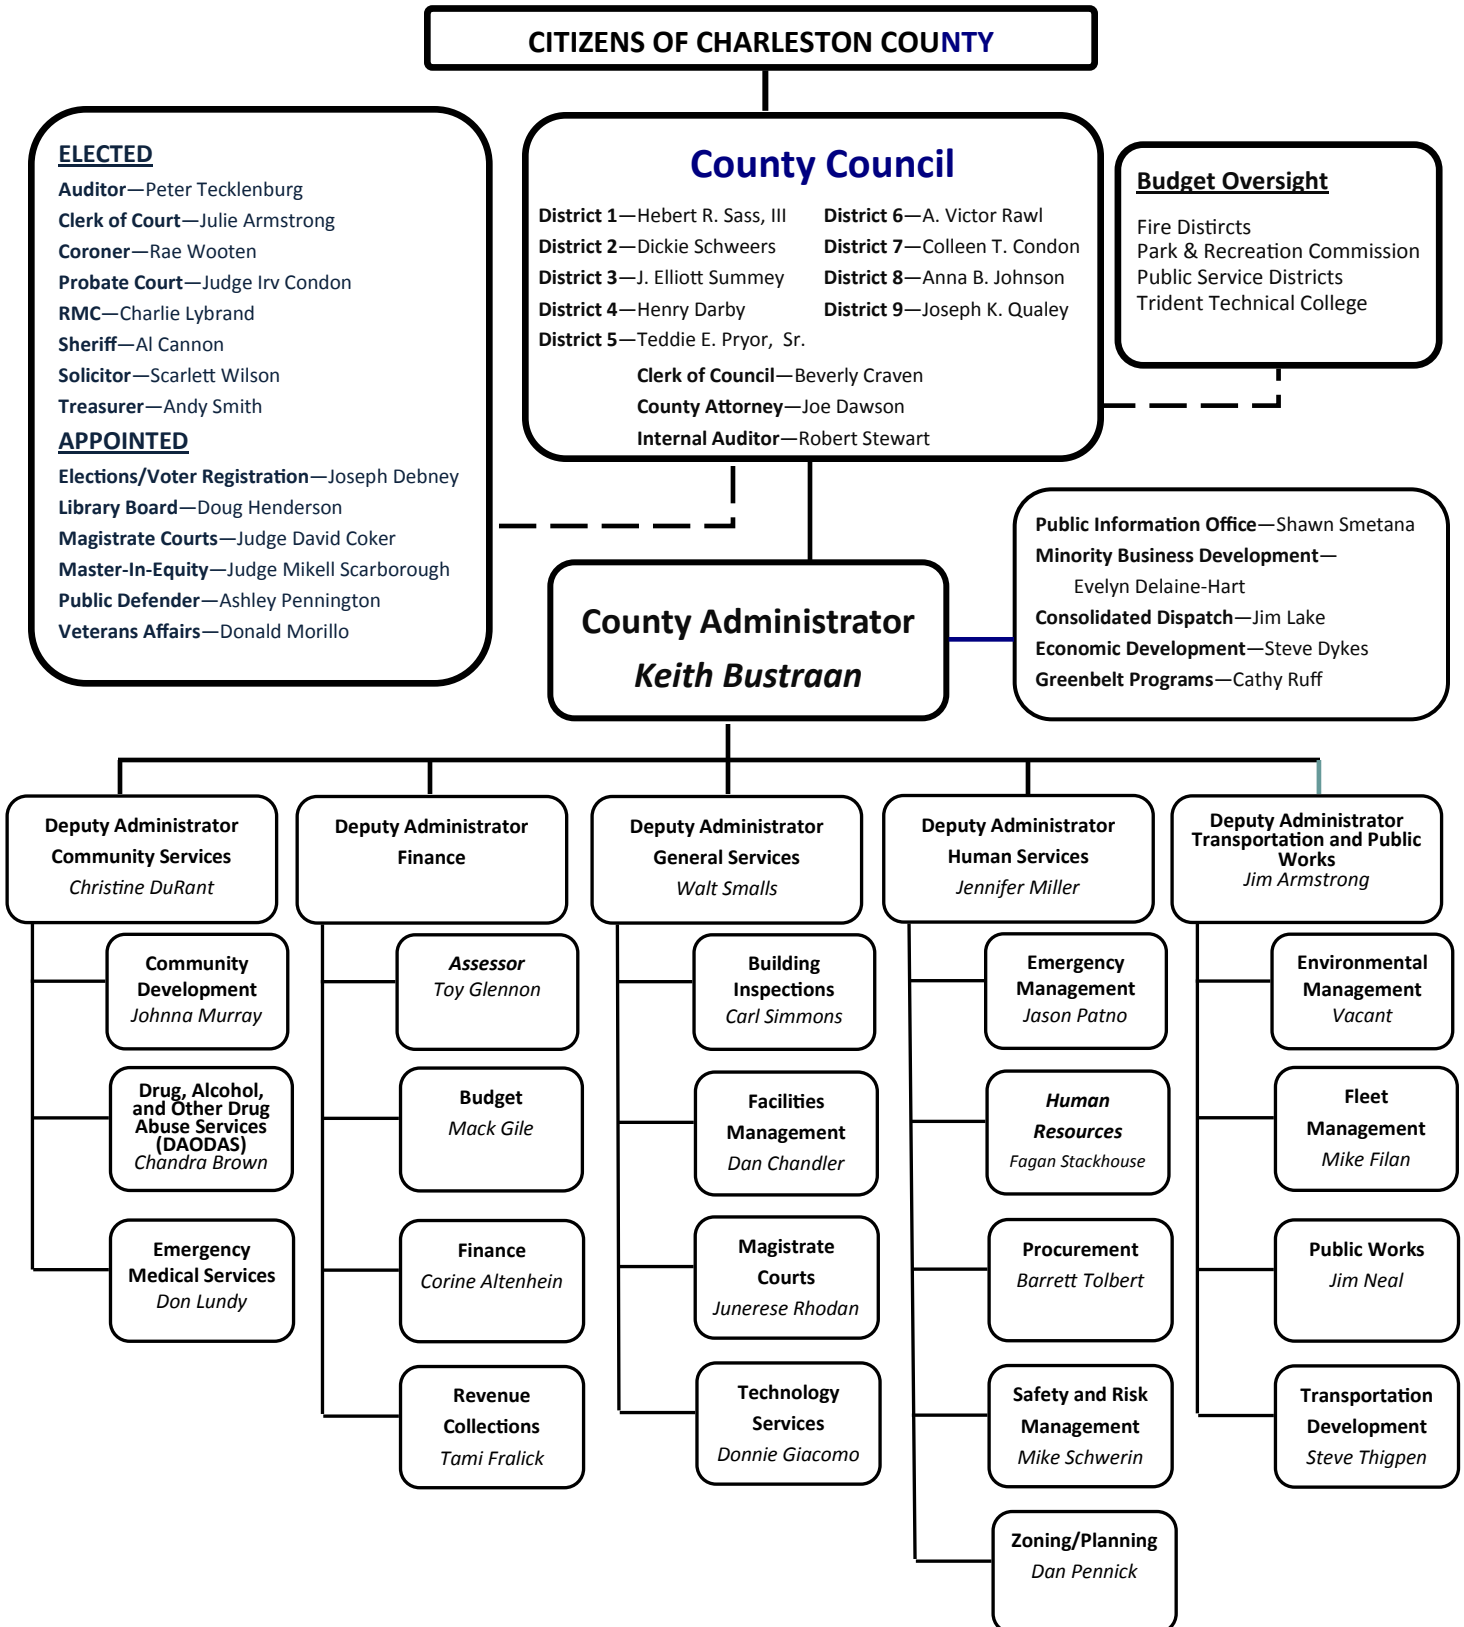 CITIZENS OF CHARLESTON COUNTY
ELECTED
Auditor—Peter Tecklenburg
Clerk of Court—Julie Armstrong
Coroner—Rae Wooten
Probate Court—Judge Irv Condon
RMC—Charlie Lybrand
Sheriff—Al Cannon
Solicitor—Scarlett Wilson
Treasurer—Andy Smith
APPOINTED
Elections/Voter Registration—Joseph Debney
Library Board—Doug Henderson
Magistrate Courts—Judge David Coker
Master-In-Equity—Judge Mikell Scarborough
Public Defender—Ashley Pennington
Veterans Affairs—Donald Morillo
County Council
District 1—Hebert R. Sass, III
District 2—Dickie Schweers
District 3—J. Elliott Summey
District 4—Henry Darby
District 5—Teddie E. Pryor, Sr.
District 6—A. Victor Rawl
District 7—Colleen T. Condon
District 8—Anna B. Johnson
District 9—Joseph K. Qualey
Clerk of Council—Beverly Craven
County Attorney—Joe Dawson
Internal Auditor—Robert Stewart
Budget Oversight
Fire Distircts
Park & Recreation Commission
Public Service Districts
Trident Technical College
County Administrator
Keith Bustraan
Public Information Office—Shawn Smetana
Minority Business Development—
Evelyn Delaine-Hart
Consolidated Dispatch—Jim Lake
Economic Development—Steve Dykes
Greenbelt Programs—Cathy Ruff
Deputy Administrator
Community Services
Christine DuRant
Community
Development
Johnna Murray
Drug, Alcohol,
and Other Drug
Abuse Services
(DAODAS)
Chandra Brown
Emergency
Medical Services
Don Lundy
Deputy Administrator
Finance
Assessor
Toy Glennon
Budget
Mack Gile
Finance
Corine Altenhein
Revenue
Collections
Tami Fralick
Deputy Administrator
General Services
Walt Smalls
Building
Inspections
Carl Simmons
Facilities
Management
Dan Chandler
Magistrate
Courts
Junerese Rhodan
Technology
Services
Donnie Giacomo
Deputy Administrator
Human Services
Jennifer Miller
Emergency
Management
Jason Patno
Human
Resources
Fagan Stackhouse
Procurement
Barrett Tolbert
Safety and Risk
Management
Mike Schwerin
Zoning/Planning
Dan Pennick
Deputy Administrator
Transportation and Public
Works
Jim Armstrong
Environmental
Management
Vacant
Fleet
Management
Mike Filan
Public Works
Jim Neal
Transportation
Development
Steve Thigpen